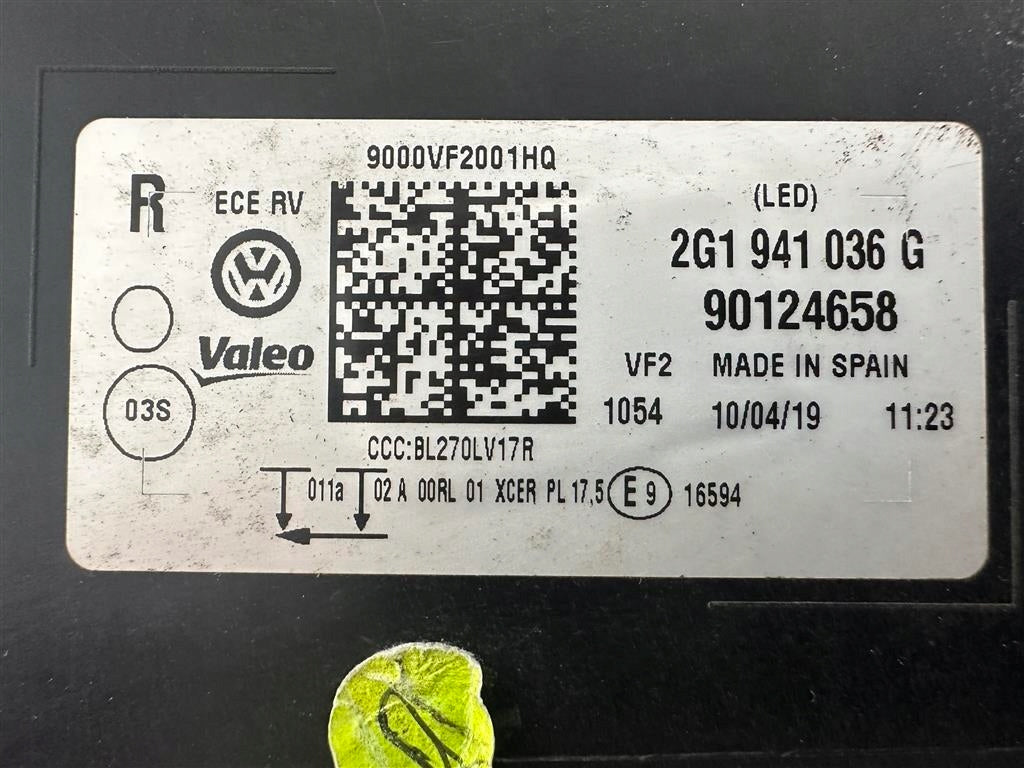 9000VF2001HQ
R
ECE RV
(LED)
2G1 941 036 G
90124658
Valeo
VF2 MADE IN SPAIN
03S
1054 10/04/19 11:23
CCC:BL270LV17R
011a 02 A 00RL 01 XCER PL 17,5 E 9 16594